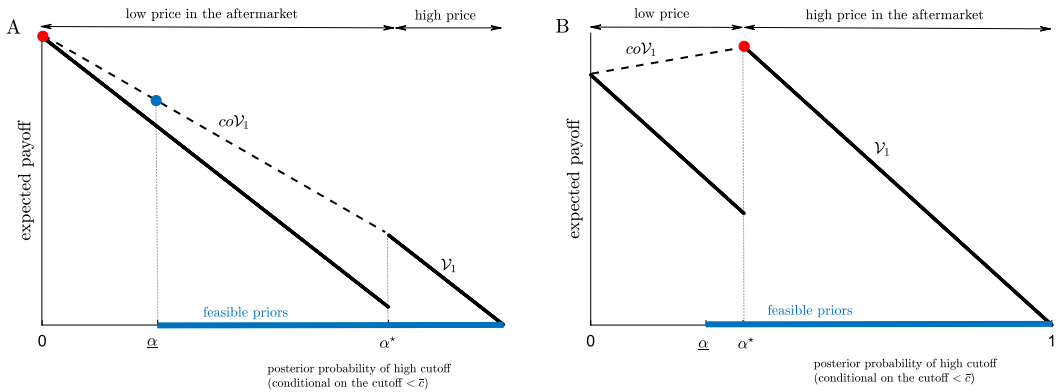 A
low price in the aftermarket
high price
expected payoff
co𝒱₁
𝒱₁
feasible priors
0
α
α*
posterior probability of high cutoff
(conditional on the cutoff < c̅)
B
low price
high price in the aftermarket
expected payoff
co𝒱₁
𝒱₁
feasible priors
0
α
α*
1
posterior probability of high cutoff
(conditional on the cutoff < c̅)